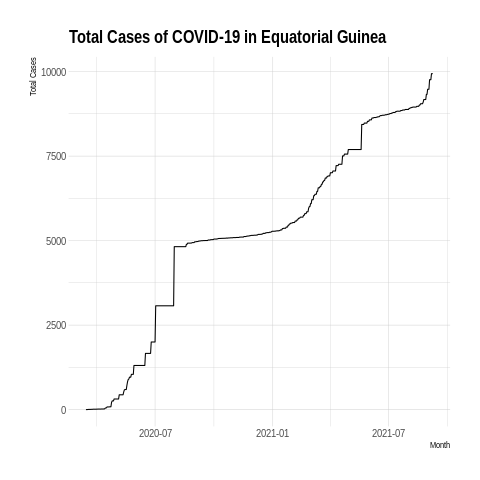 Total Cases of COVID-19 in Equatorial Guinea
Total Cases
10000
7500
5000
2500
0
2020-07
2021-01
2021-07
Month